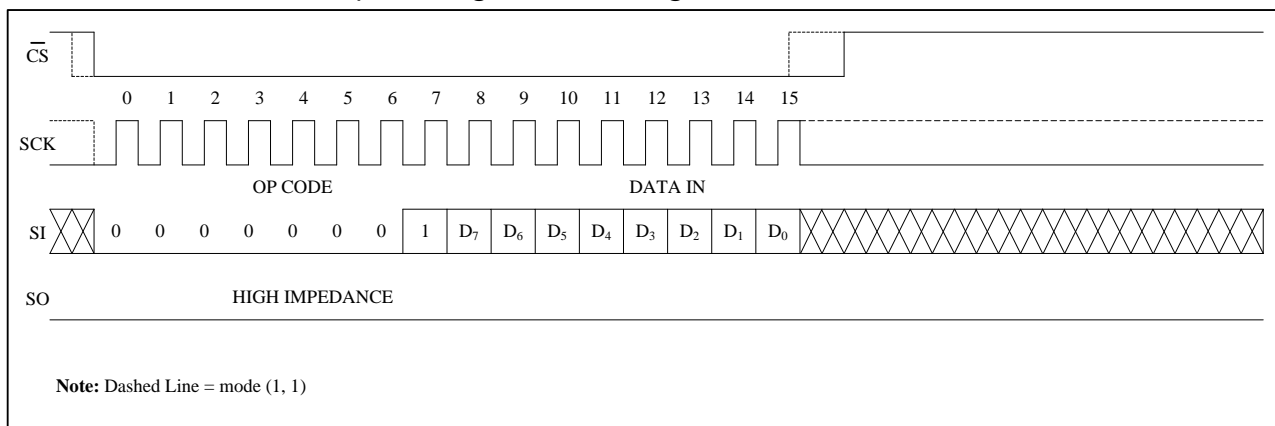 CS
0 1 2 3 4 5 6 7 8 9 10 11 12 13 14 15
SCK
OP CODE DATA IN
SI 0 0 0 0 0 0 0 1 D7 D6 D5 D4 D3 D2 D1 D0
SO HIGH IMPEDANCE
Note: Dashed Line = mode (1, 1)